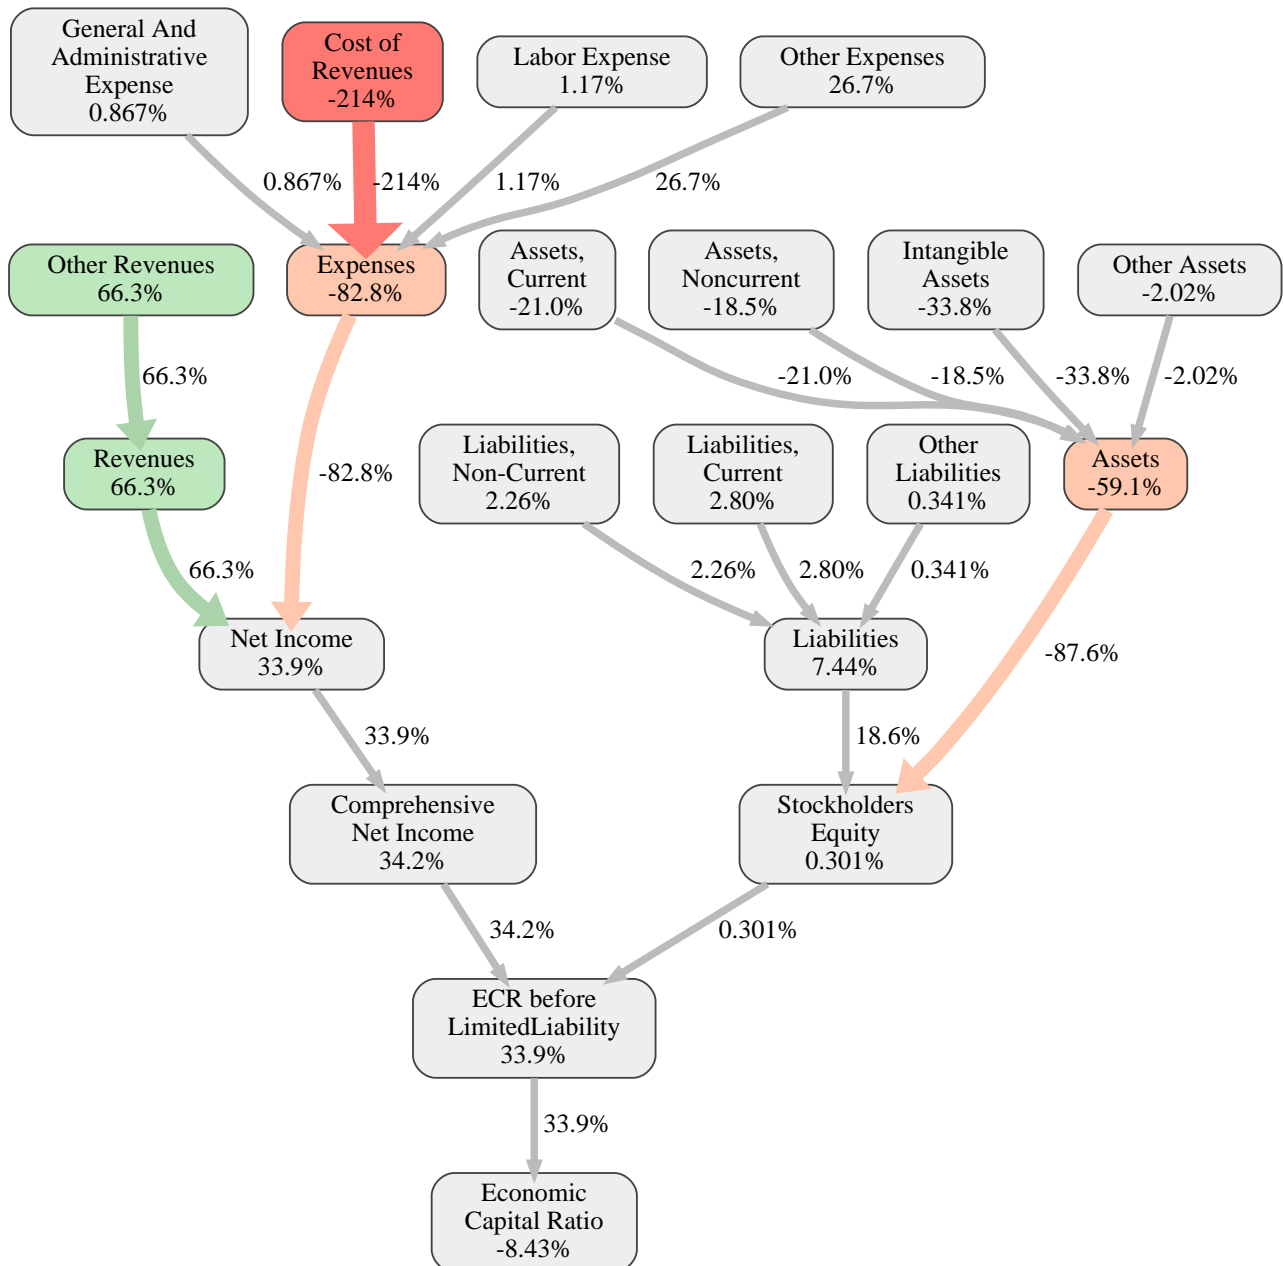 General And
Administrative
Expense
0.867%
Cost of
Revenues
-214%
Labor Expense
1.17%
Other Expenses
26.7%
0.867%
-214%
1.17%
26.7%
Other Revenues
66.3%
Expenses
-82.8%
Assets,
Current
-21.0%
Assets,
Noncurrent
-18.5%
Intangible
Assets
-33.8%
Other Assets
-2.02%
66.3%
-21.0%
-18.5%
-33.8%
-2.02%
Revenues
66.3%
-82.8%
Liabilities,
Non-Current
2.26%
Liabilities,
Current
2.80%
Other
Liabilities
0.341%
Assets
-59.1%
66.3%
2.26%
2.80%
0.341%
Net Income
33.9%
Liabilities
7.44%
-87.6%
33.9%
18.6%
Comprehensive
Net Income
34.2%
Stockholders
Equity
0.301%
34.2%
0.301%
ECR before
LimitedLiability
33.9%
33.9%
Economic
Capital Ratio
-8.43%